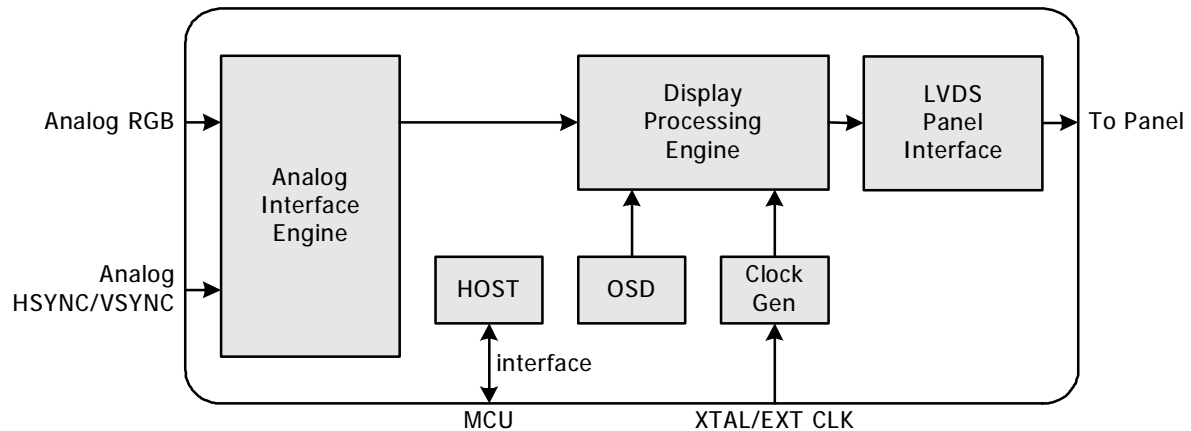 Analog RGB
Analog
HSYNC/VSYNC
Analog
Interface
Engine
Display
Processing
Engine
LVDS
Panel
Interface
To Panel
HOST
OSD
Clock
Gen
interface
MCU
XTAL/EXT CLK